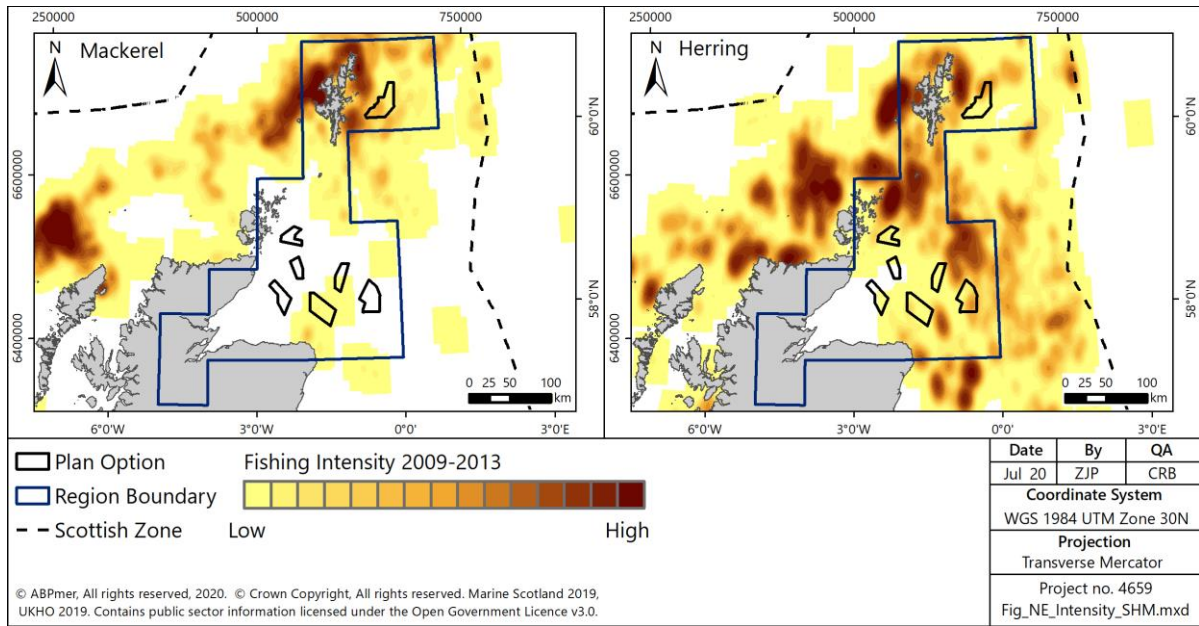 250000 500000 750000
N
Mackerel
6600000
6400000
60°0'N
58°0'N
0 25 50 100
km
6°0'W 3°0'W 0°0' 3°0'E
250000 500000 750000
N
Herring
6600000
6400000
60°0'N
58°0'N
0 25 50 100
km
6°0'W 3°0'W 0°0' 3°0'E
Plan Option
Region Boundary
Scottish Zone
Fishing Intensity 2009-2013
Low High
© ABPmer, All rights reserved, 2020. © Crown Copyright, All rights reserved. Marine Scotland 2019,
UKHO 2019. Contains public sector information licensed under the Open Government Licence v3.0.
Date By QA
Jul 20 ZJP CRB
Coordinate System
WGS 1984 UTM Zone 30N
Projection
Transverse Mercator
Project no. 4659
Fig_NE_Intensity_SHM.mxd